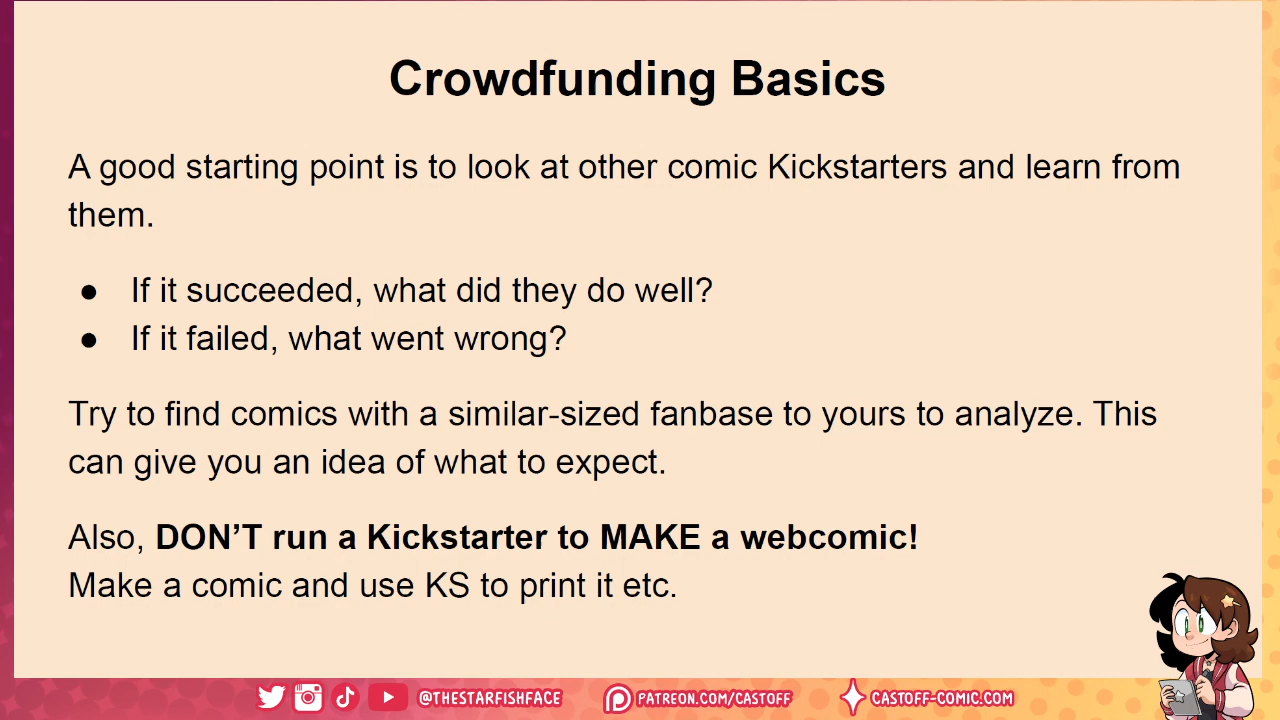 Crowdfunding Basics
A good starting point is to look at other comic Kickstarters and learn from
them.
● If it succeeded, what did they do well?
● If it failed, what went wrong?
Try to find comics with a similar-sized fanbase to yours to analyze. This
can give you an idea of what to expect.
Also, DON’T run a Kickstarter to MAKE a webcomic!
Make a comic and use KS to print it etc.
@THESTARFISHFACE PATREON.COM/CASTOFF CASTOFF-COMIC.COM